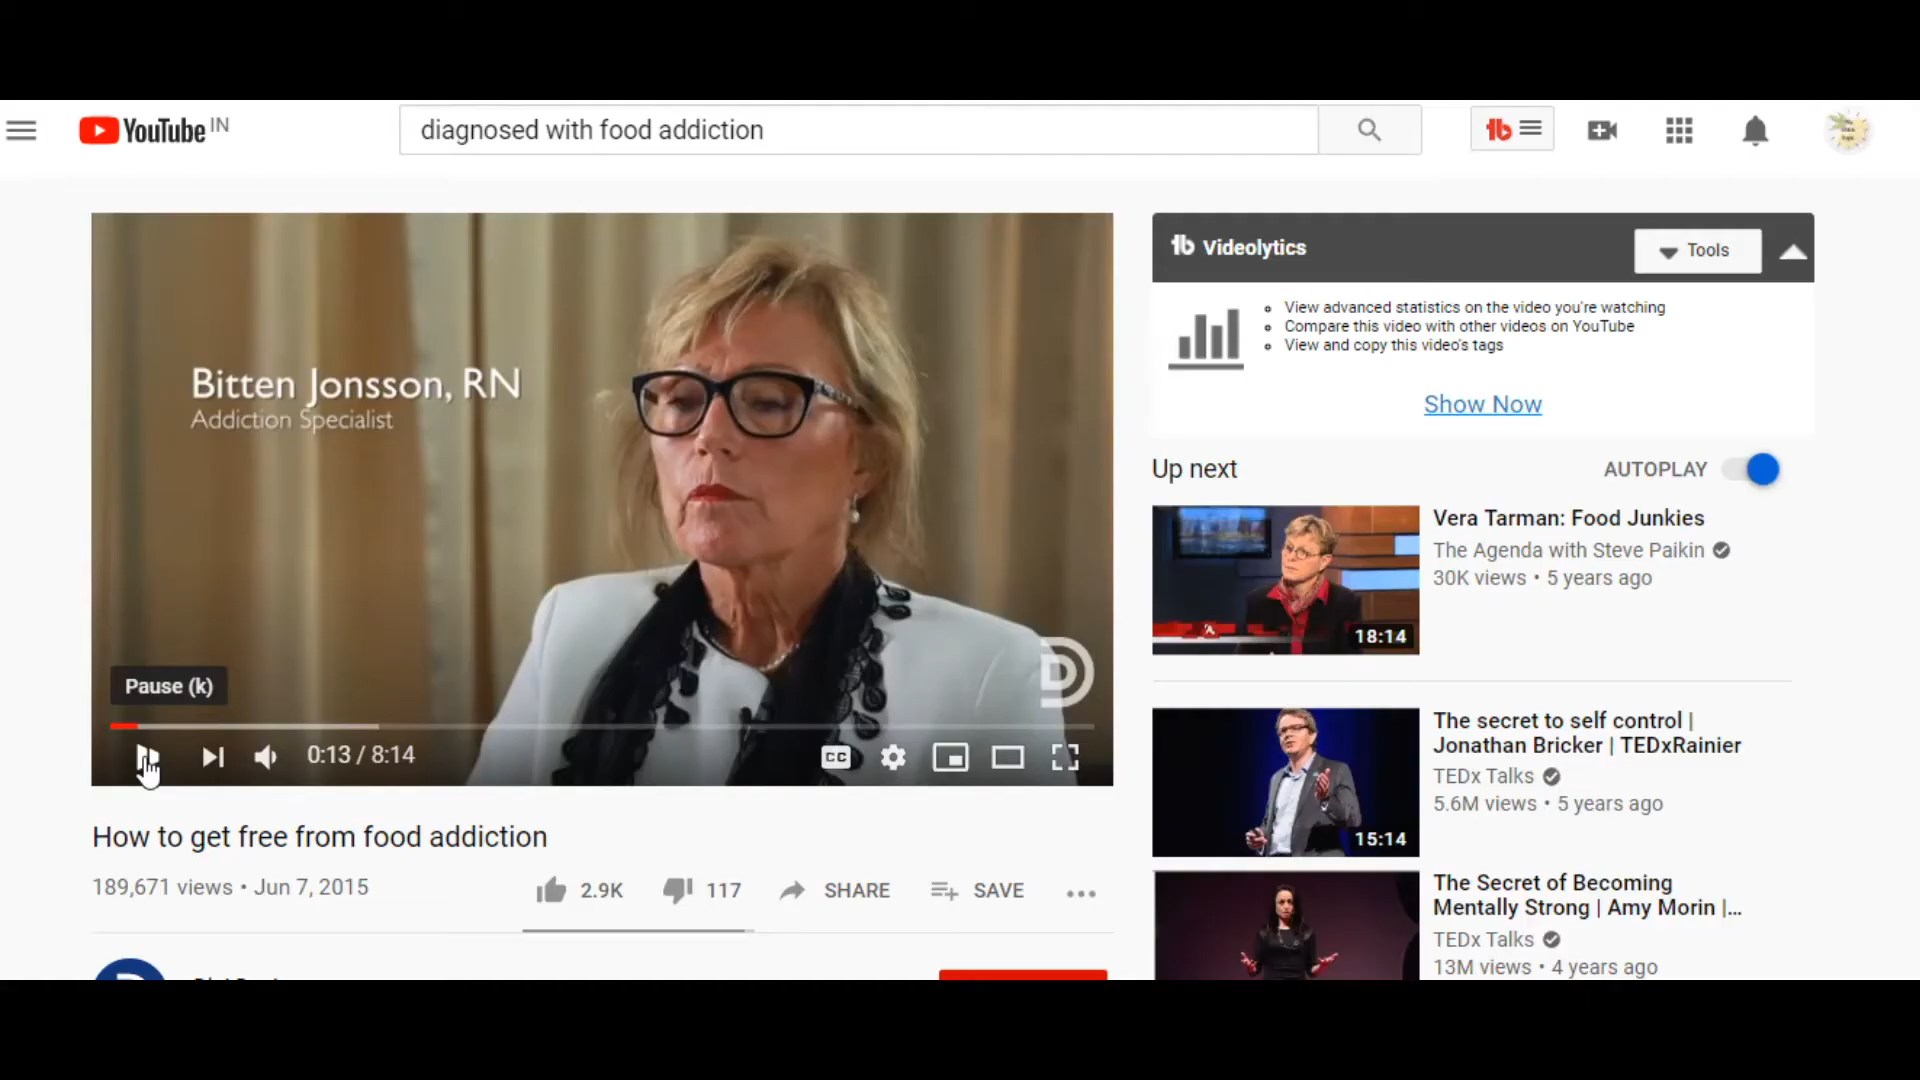 YouTube IN
diagnosed with food addiction
Bitten Jonsson, RN
Addiction Specialist
Pause (k)
0:13 / 8:14
CC
How to get free from food addiction
189,671 views • Jun 7, 2015
2.9K
117
SHARE
SAVE
Videolytics
Tools
View advanced statistics on the video you're watching
Compare this video with other videos on YouTube
View and copy this video's tags
Show Now
Up next
AUTOPLAY
18:14
Vera Tarman: Food Junkies
The Agenda with Steve Paikin
30K views • 5 years ago
15:14
The secret to self control |
Jonathan Bricker | TEDxRainier
TEDx Talks
5.6M views • 5 years ago
The Secret of Becoming
Mentally Strong | Amy Morin |...
TEDx Talks
13M views • 4 years ago